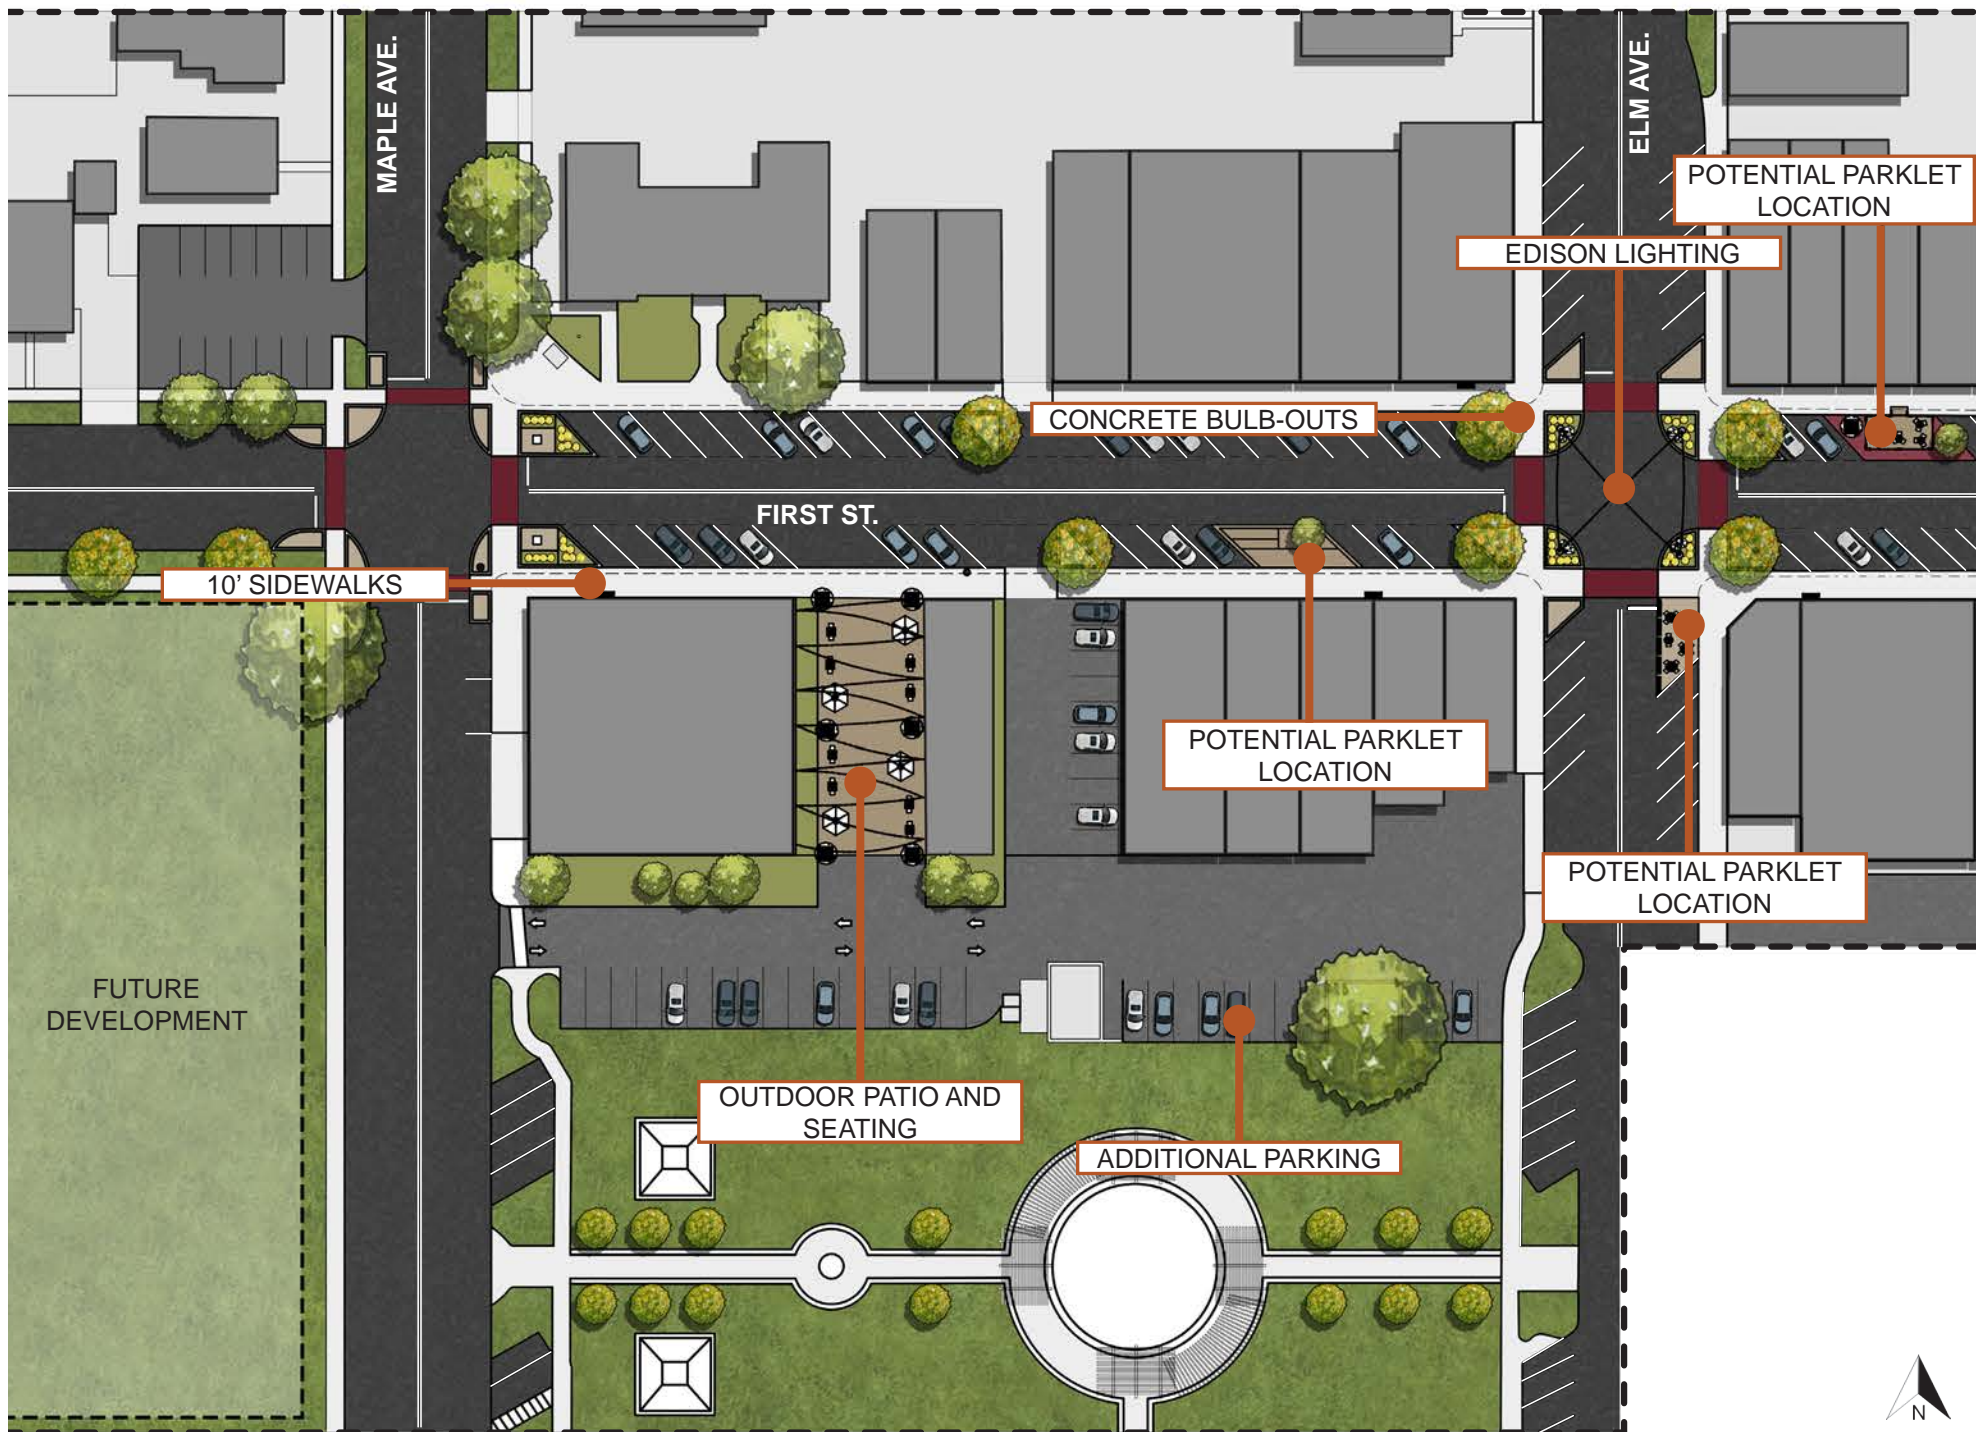 MAPLE AVE.
ELM AVE.
POTENTIAL PARKLET
LOCATION
EDISON LIGHTING
CONCRETE BULB-OUTS
FIRST ST.
10’ SIDEWALKS
POTENTIAL PARKLET
LOCATION
POTENTIAL PARKLET
LOCATION
FUTURE
DEVELOPMENT
OUTDOOR PATIO AND
SEATING
ADDITIONAL PARKING
N